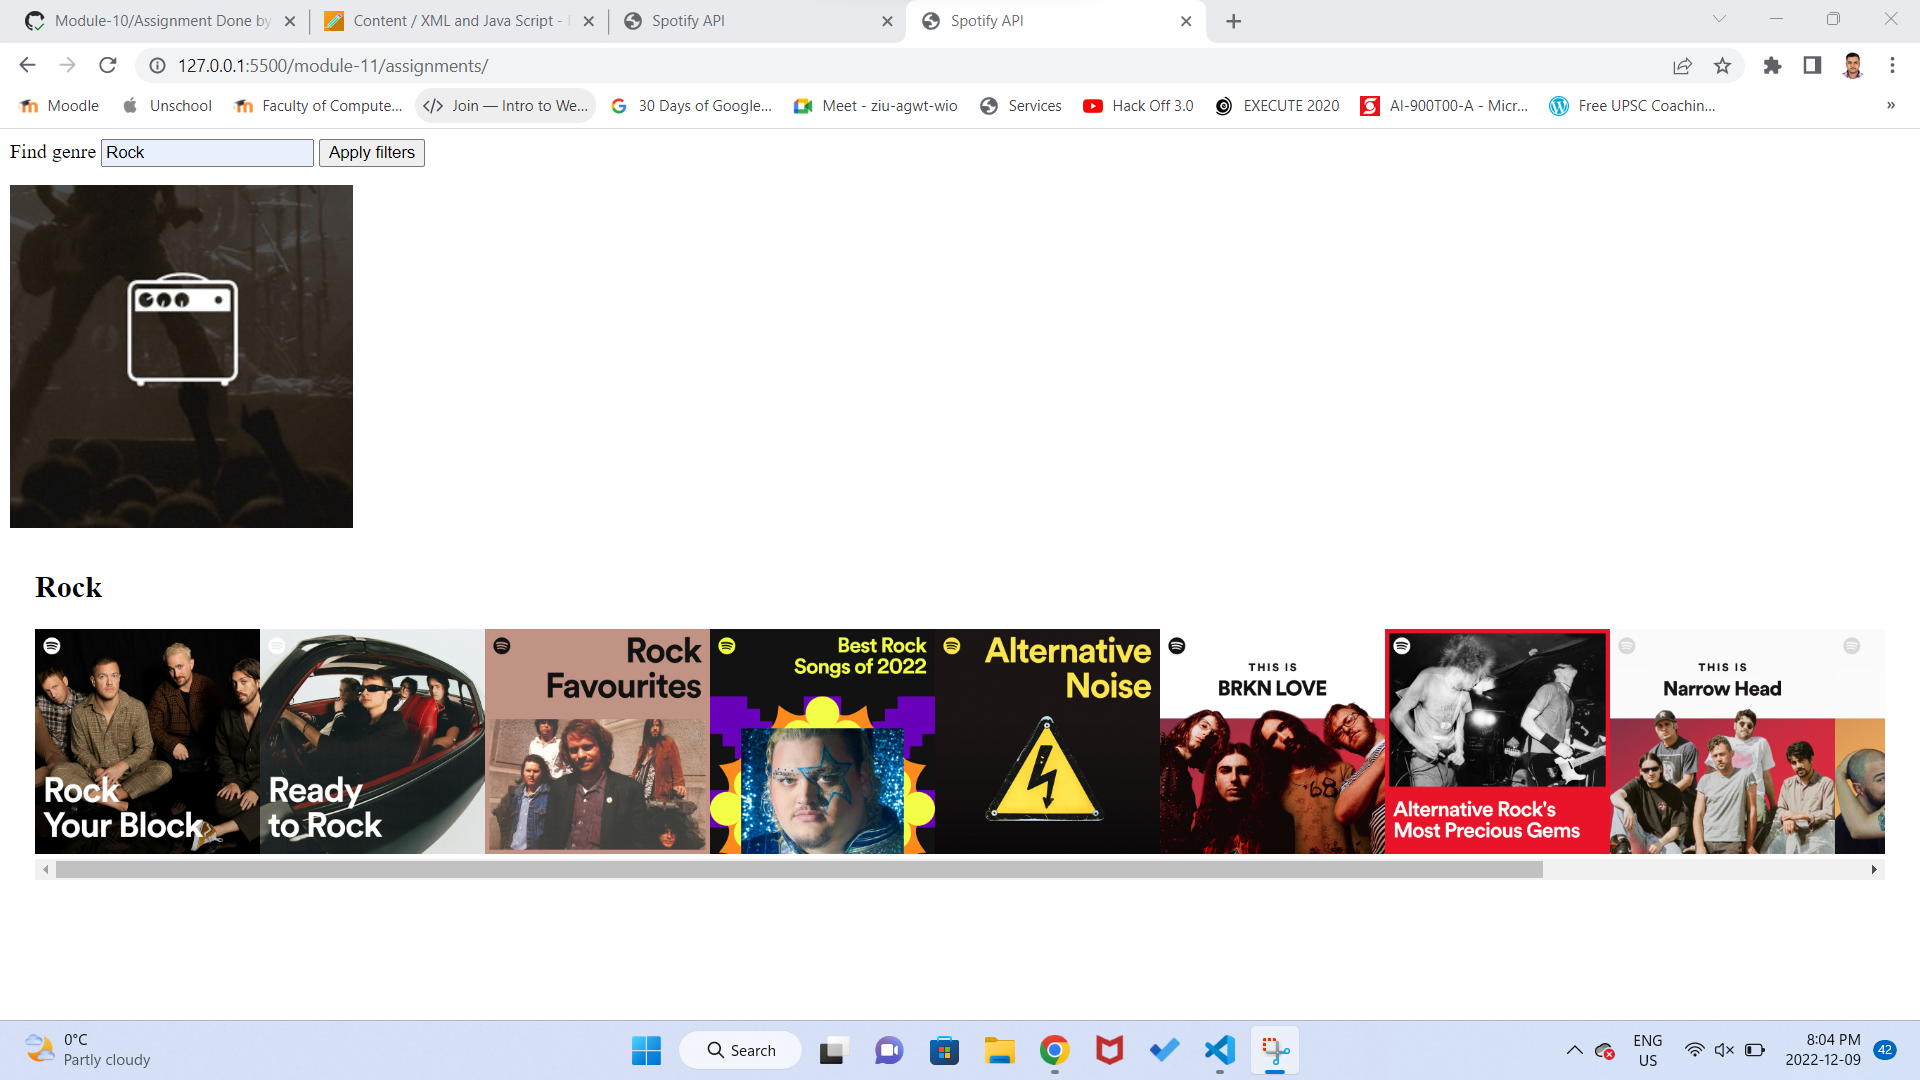 Module-10/Assignment Done by
Content / XML and Java Script -
Spotify API
Spotify API
127.0.0.1:5500/module-11/assignments/
Moodle
Unschool
Faculty of Compute...
Join — Intro to We...
30 Days of Google...
Meet - ziu-agwt-wio
Services
Hack Off 3.0
EXECUTE 2020
AI-900T00-A - Micr...
Free UPSC Coachin...
»
Find genre Rock Apply filters
Rock
Rock
Your Block
Ready
to Rock
Rock
Favourites
Best Rock
Songs of 2022
Alternative
Noise
THIS IS
BRKN LOVE
Alternative Rock's
Most Precious Gems
THIS IS
Narrow Head
0°C
Partly cloudy
Search
ENG
US
8:04 PM
2022-12-09
42